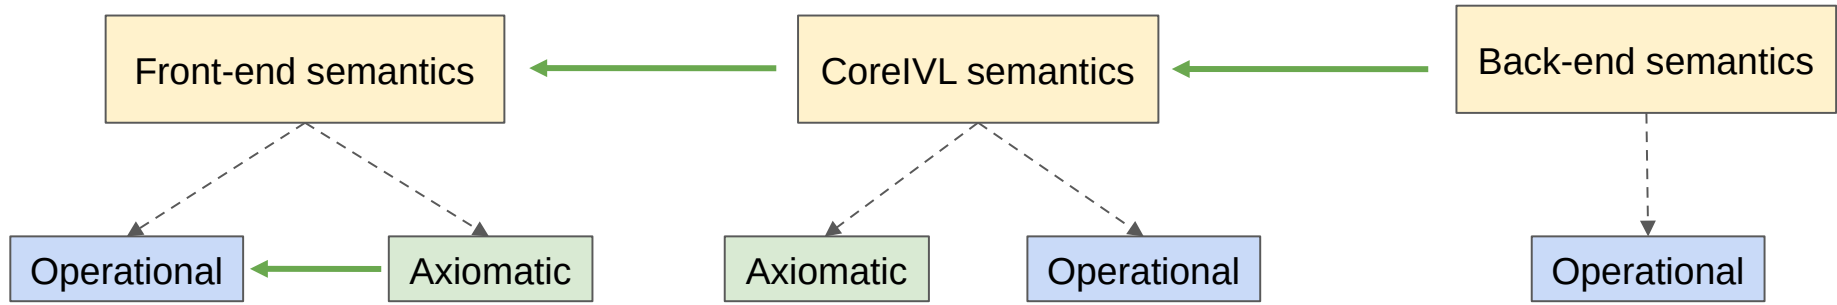 Front-end semantics
CoreIVL semantics
Back-end semantics
Operational
Axiomatic
Axiomatic
Operational
Operational